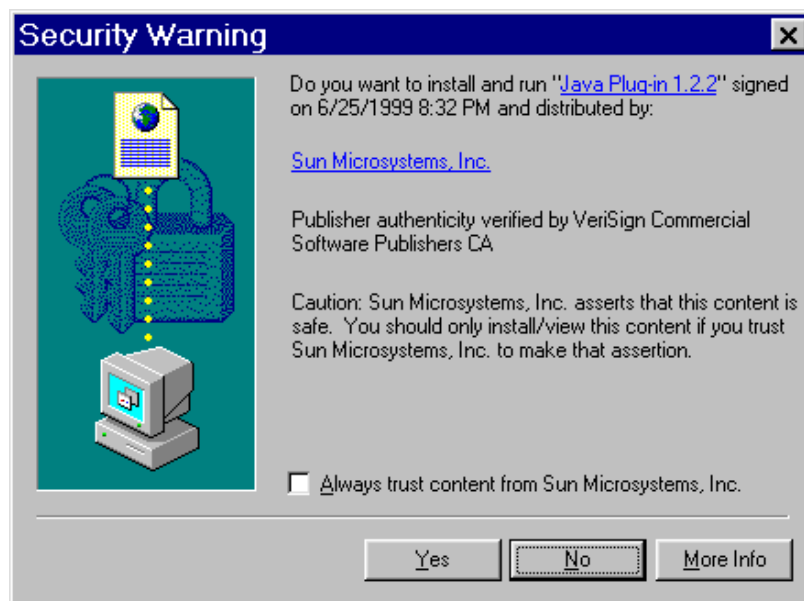 Security Warning
Do you want to install and run "Java Plug-in 1.2.2" signed
on 6/25/1999 8:32 PM and distributed by:
Sun Microsystems, Inc.
Publisher authenticity verified by VeriSign Commercial
Software Publishers CA
Caution: Sun Microsystems, Inc. asserts that this content is
safe. You should only install/view this content if you trust
Sun Microsystems, Inc. to make that assertion.
Always trust content from Sun Microsystems, Inc.
Yes No More Info